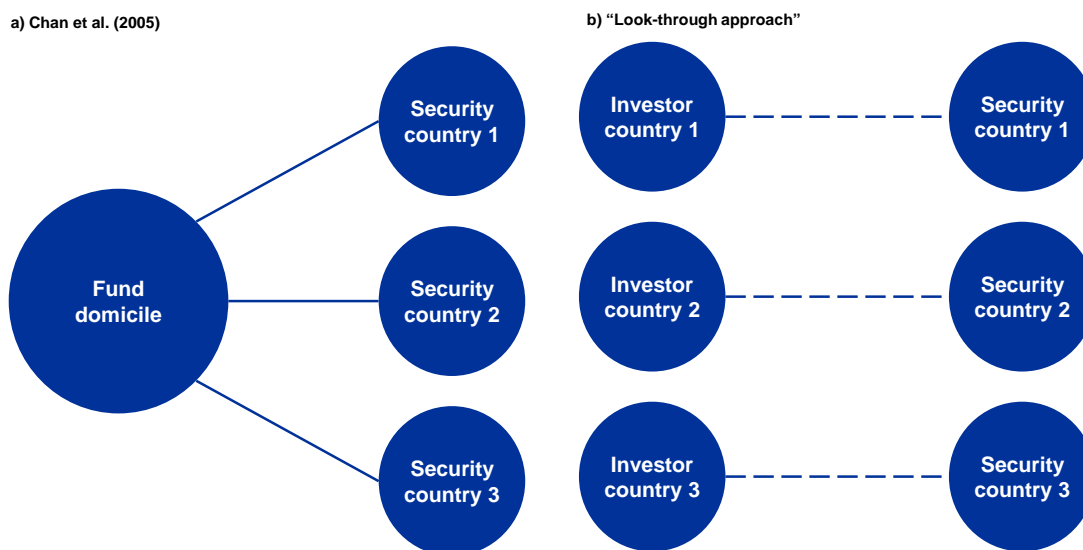 a) Chan et al. (2005)
Security
country 1
Fund
domicile
Security
country 2
Security
country 3
b) “Look-through approach”
Investor
country 1
Security
country 1
Investor
country 2
Security
country 2
Investor
country 3
Security
country 3